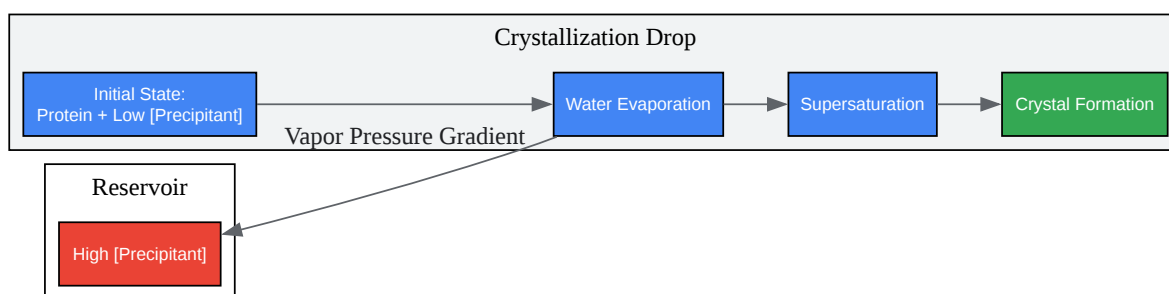 Crystallization Drop
Initial State:
Protein + Low [Precipitant]
Water Evaporation
Supersaturation
Crystal Formation
Vapor Pressure Gradient
Reservoir
High [Precipitant]